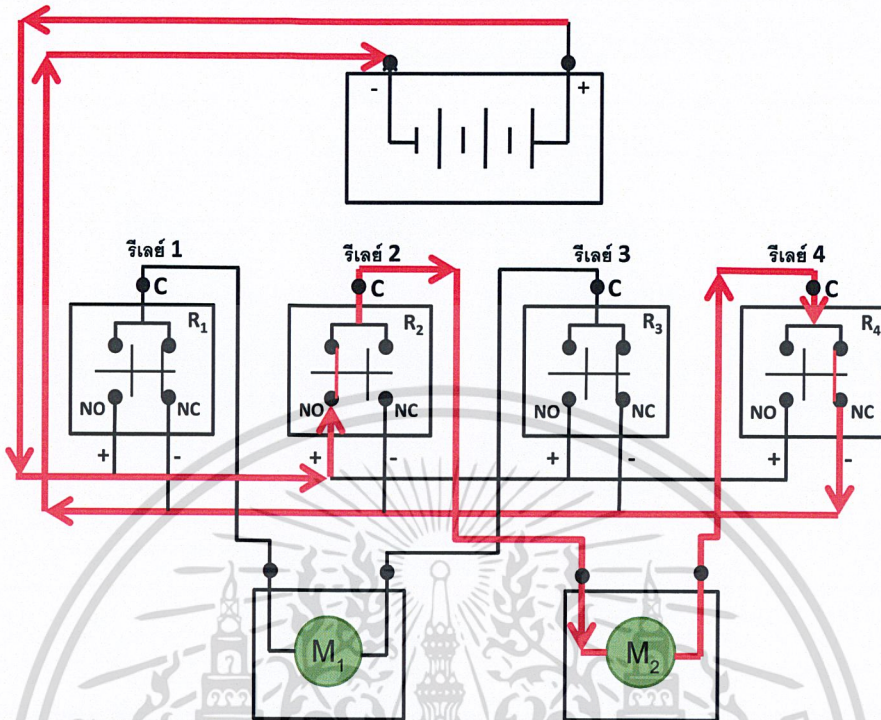 - +
รีเลย์ 1 รีเลย์ 2 รีเลย์ 3 รีเลย์ 4
C C C C
R1 R2 R3 R4
NO NC NO NC NO NC NO NC
+ - + - + - + -
M1 M2